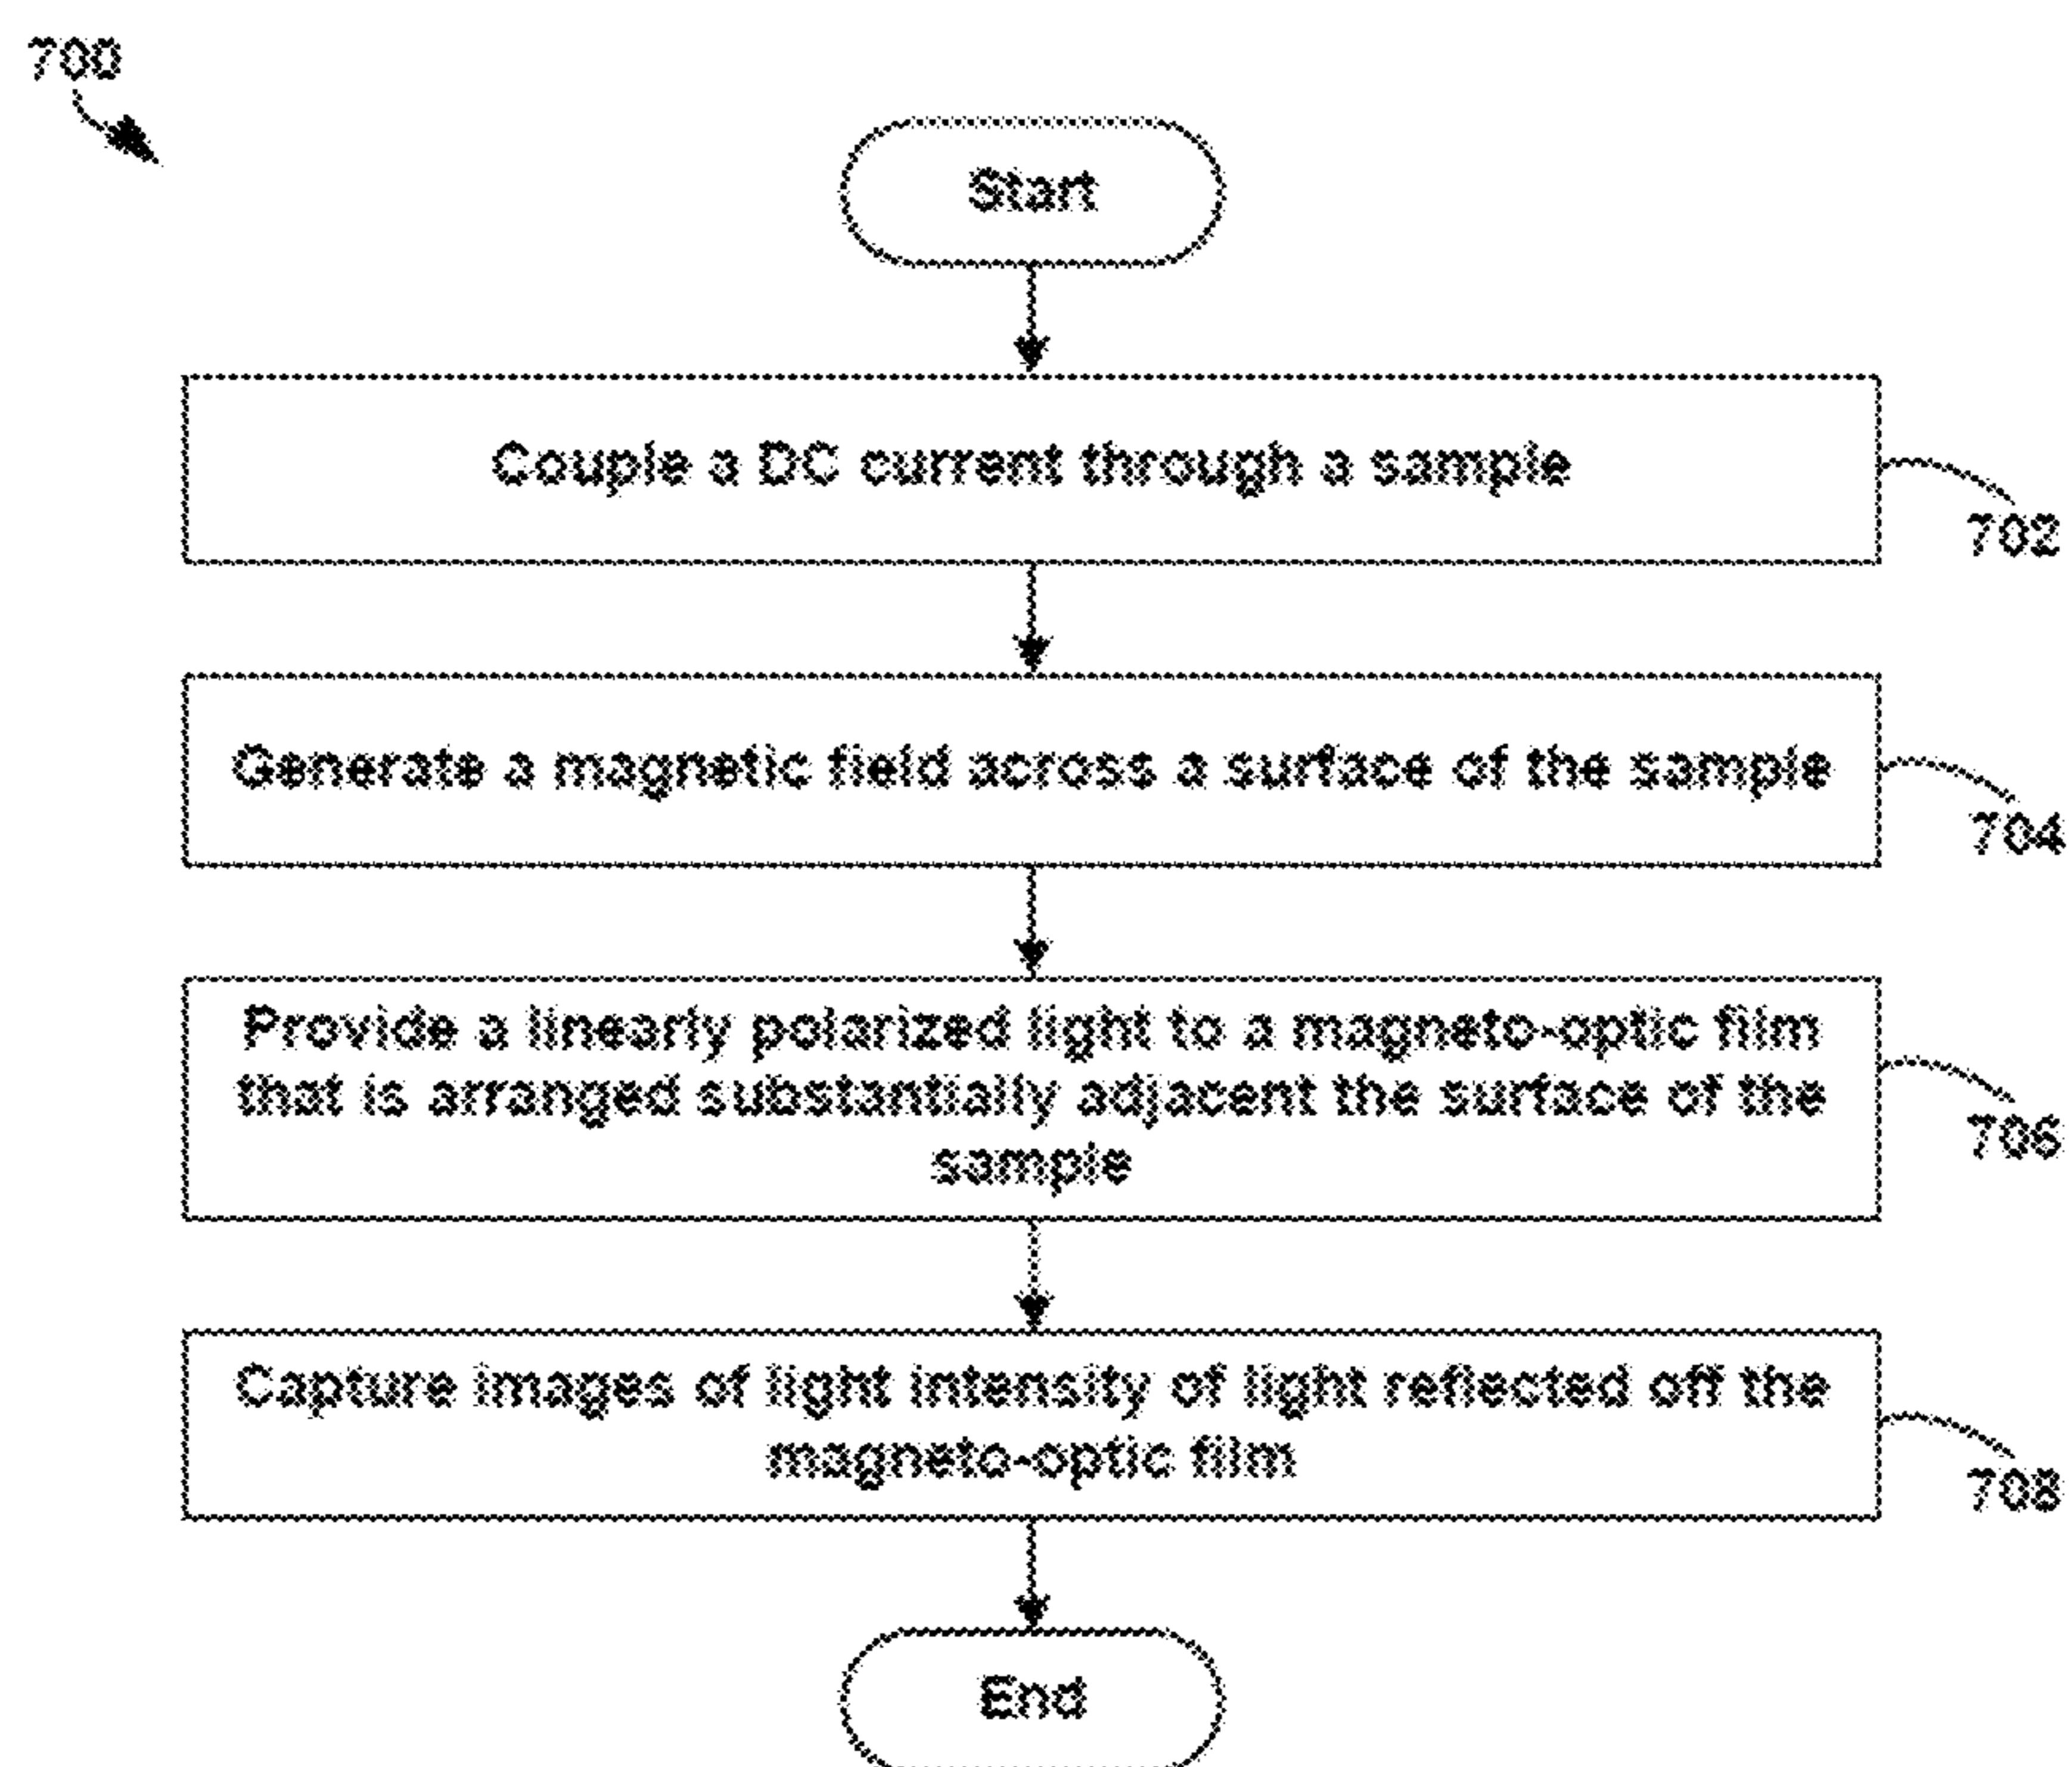 700
Start
Couple a DC current through a sample
702
Generate a magnetic field across a surface of the sample
704
Provide a linearly polarized light to a magneto-optic film
that is arranged substantially adjacent the surface of the
sample
706
Capture images of light intensity of light reflected off the
magneto-optic film
708
End